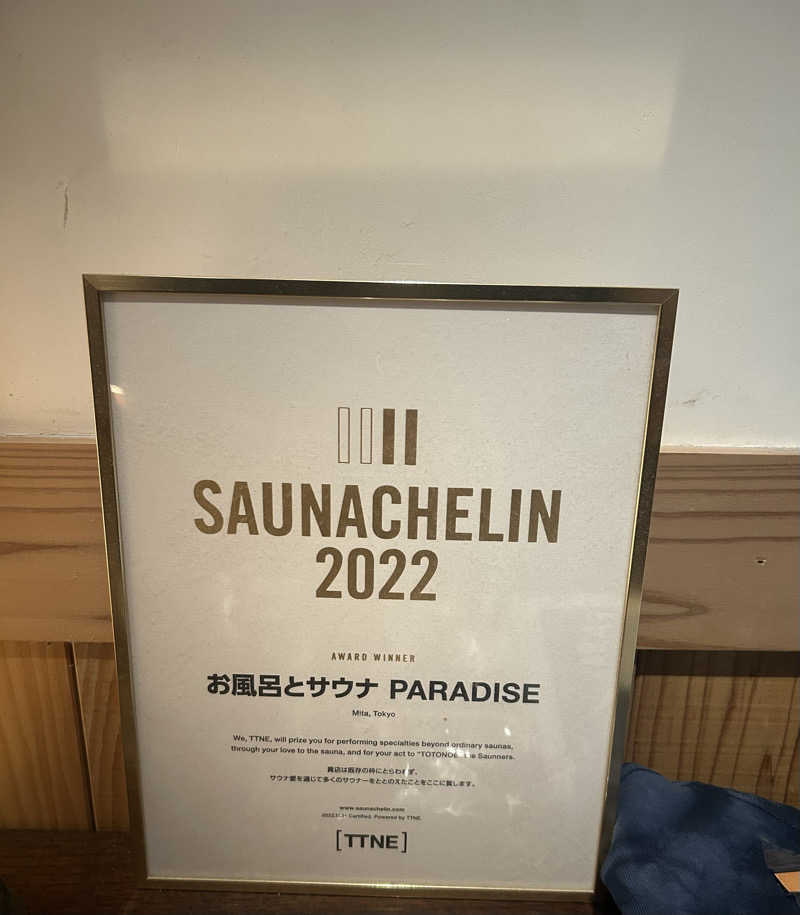 SAUNACHELIN
2022
AWARD WINNER
お風呂とサウナ PARADISE
Mita, Tokyo
We, TTNE, will prize you for performing specialties beyond ordinary saunas,
through your love to the sauna, and for your act to "TOTONOE" the Saunners.
貴店は既存の枠にとらわれず、
サウナ愛を通じて多くのサウナーをととのえたことをここに賞します。
www.saunachelin.com
Certified. Powered by TTNE.
[TTNE]